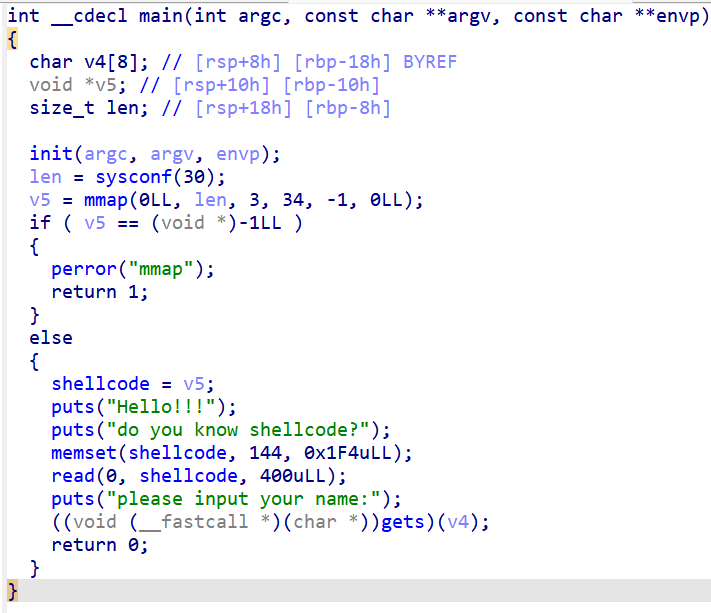 int __cdecl main(int argc, const char **argv, const char **envp)
{
  char v4[8]; // [rsp+8h] [rbp-18h] BYREF
  void *v5; // [rsp+10h] [rbp-10h]
  size_t len; // [rsp+18h] [rbp-8h]

  init(argc, argv, envp);
  len = sysconf(30);
  v5 = mmap(0LL, len, 3, 34, -1, 0LL);
  if ( v5 == (void *)-1LL )
  {
    perror("mmap");
    return 1;
  }
  else
  {
    shellcode = v5;
    puts("Hello!!!");
    puts("do you know shellcode?");
    memset(shellcode, 144, 0x1F4uLL);
    read(0, shellcode, 400uLL);
    puts("please input your name:");
    ((void (__fastcall *)(char *))gets)(v4);
    return 0;
  }
}